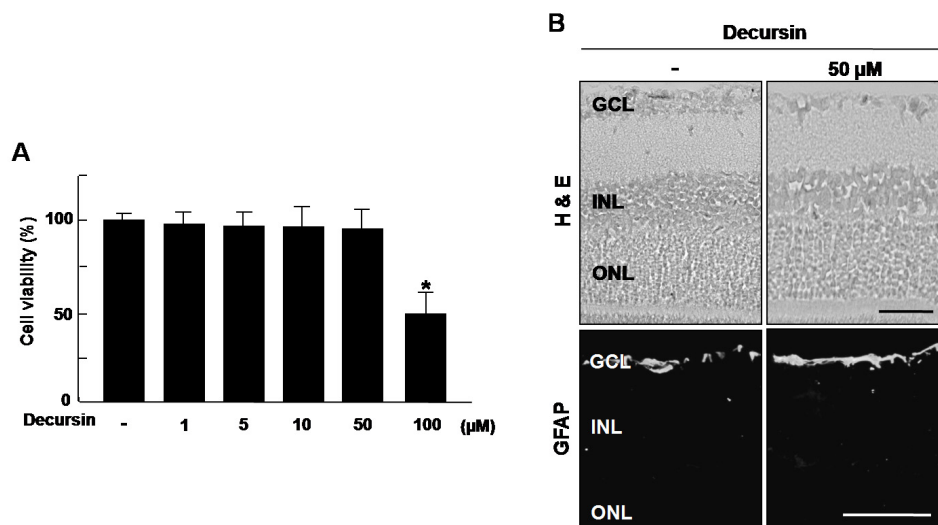 A
Cell viability (%)
100
50
0
Decursin - 1 5 10 50 100 (µM)
*
B
Decursin
- 50 µM
H & E
GCL
INL
ONL
GFAP
GCL
INL
ONL